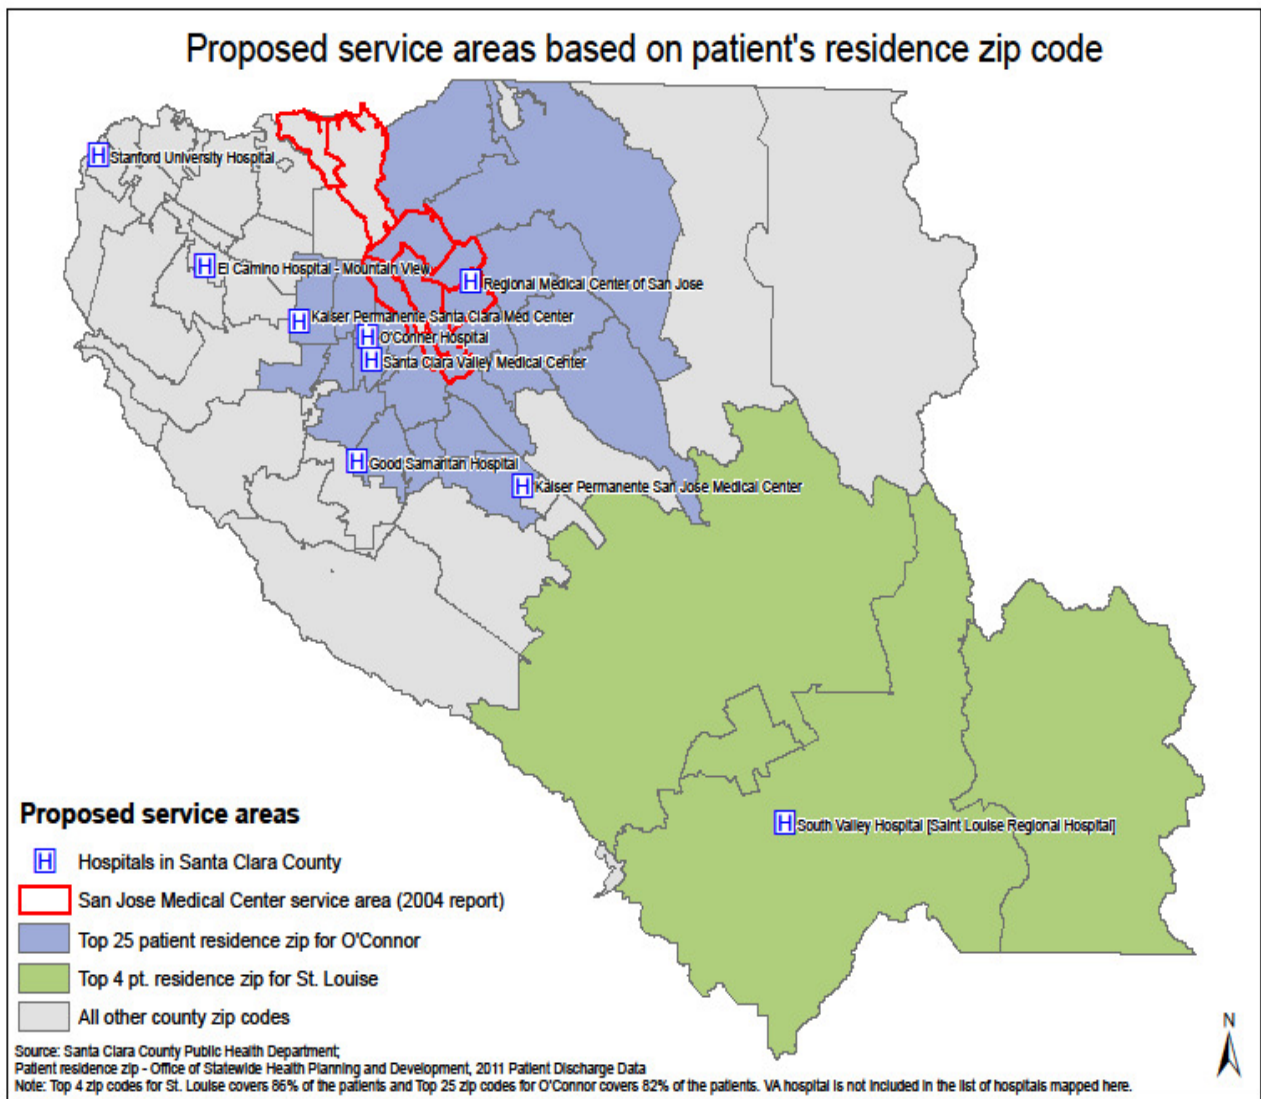 Proposed service areas based on patient's residence zip code
H Stanford University Hospital
H El Camino Hospital - Mountain View
H Regional Medical Center of San Jose
H Kaiser Permanente Santa Clara Med Center
H O'Conner Hospital
H Santa Clara Valley Medical Center
H Good Samaritan Hospital
H Kaiser Permanente San Jose Medical Center
H South Valley Hospital [Saint Louise Regional Hospital]
Proposed service areas
H Hospitals in Santa Clara County
San Jose Medical Center service area (2004 report)
Top 25 patient residence zip for O'Connor
Top 4 pt. residence zip for St. Louise
All other county zip codes
N
Source: Santa Clara County Public Health Department;
Patient residence zip - Office of Statewide Health Planning and Development, 2011 Patient Discharge Data
Note: Top 4 zip codes for St. Louise covers 86% of the patients and Top 25 zip codes for O'Connor covers 82% of the patients. VA hospital is not included in the list of hospitals mapped here.